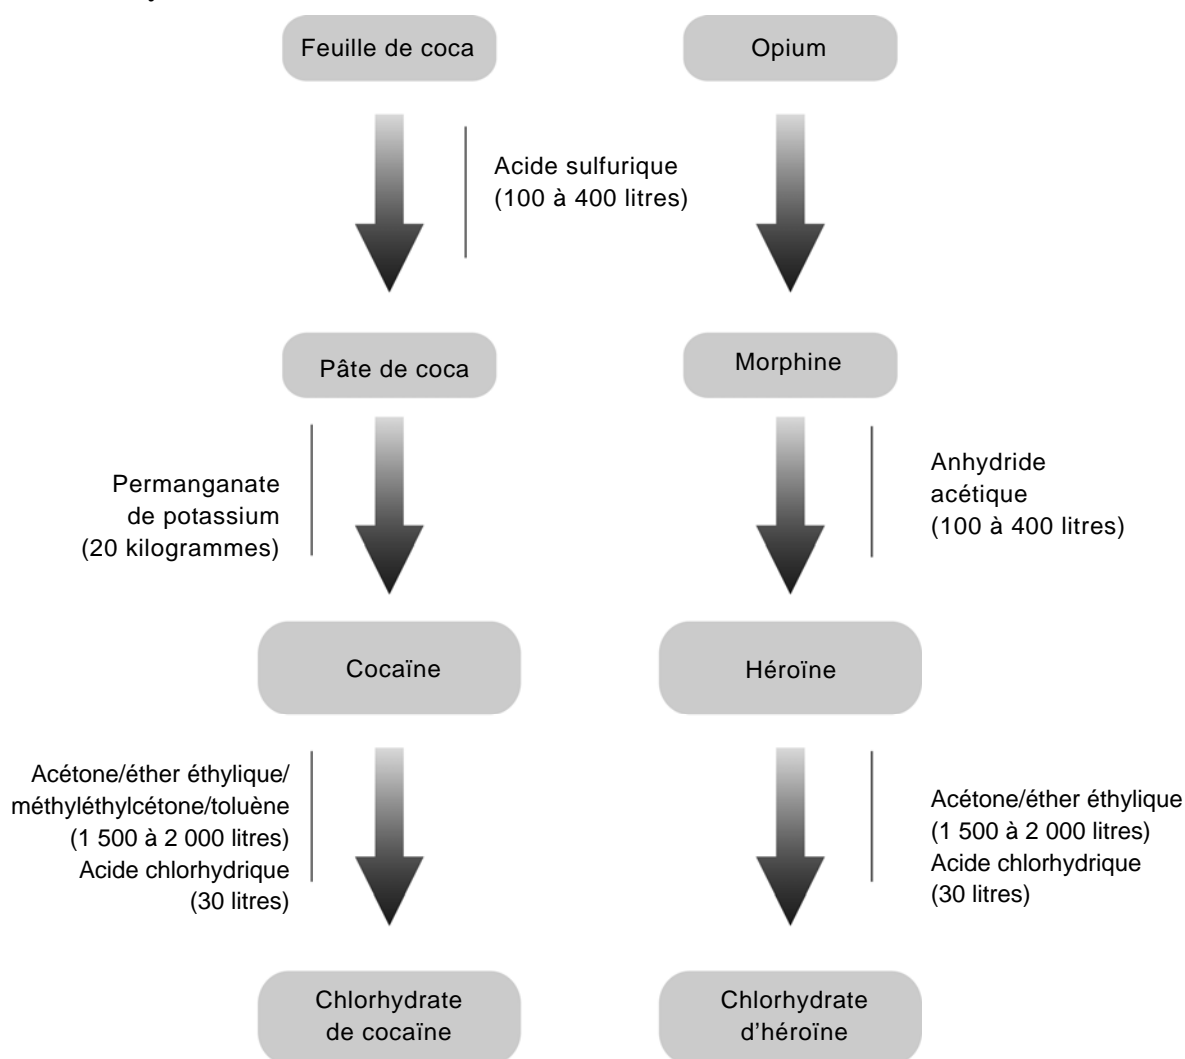 Feuille de coca
Opium
Acide sulfurique
(100 à 400 litres)
Pâte de coca
Morphine
Permanganate
de potassium
(20 kilogrammes)
Anhydride
acétique
(100 à 400 litres)
Cocaïne
Héroïne
Acétone/éther éthylique/
méthyléthylcétone/toluène
(1 500 à 2 000 litres)
Acide chlorhydrique
(30 litres)
Acétone/éther éthylique
(1 500 à 2 000 litres)
Acide chlorhydrique
(30 litres)
Chlorhydrate
de cocaïne
Chlorhydrate
d’héroïne